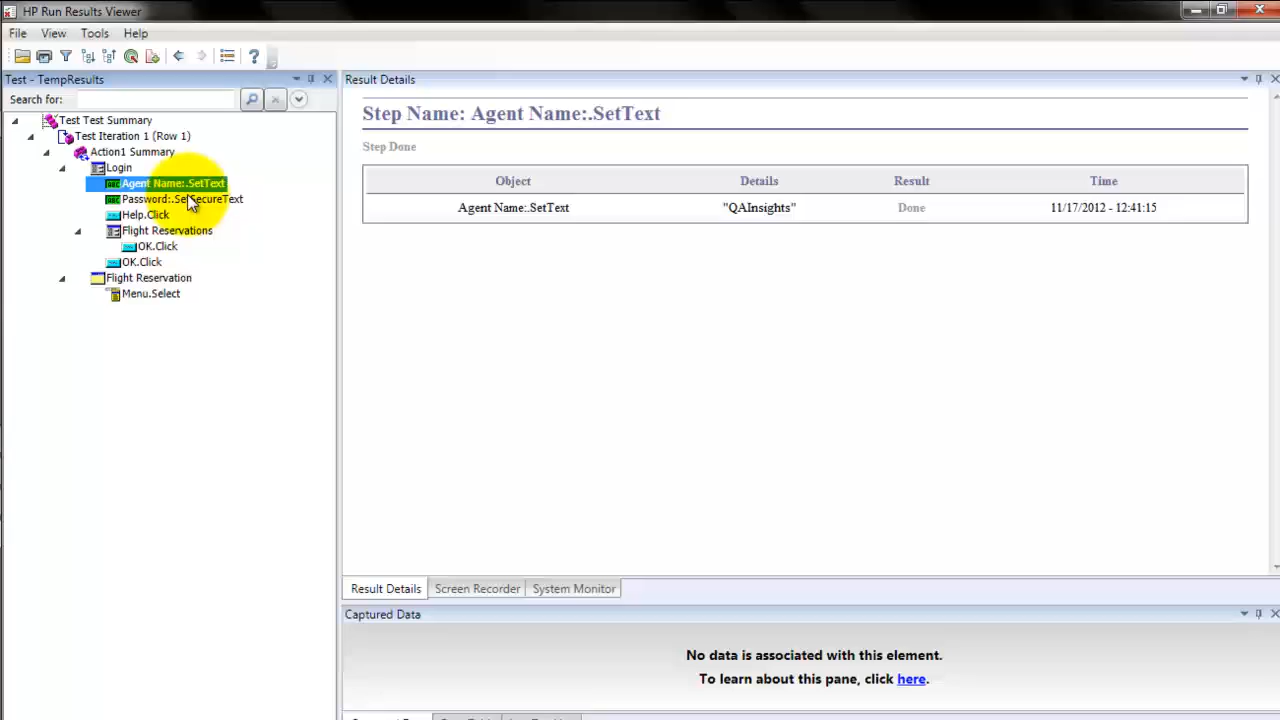 HP Run Results Viewer
File View Tools Help
Test - TempResults
Search for:
Test Test Summary
Test Iteration 1 (Row 1)
Action1 Summary
Login
Agent Name:.SetText
Password:.SetSecureText
Help.Click
Flight Reservations
OK.Click
OK.Click
Flight Reservation
Menu.Select
Result Details
Step Name: Agent Name:.SetText
Step Done
Object Details Result Time
Agent Name:.SetText "QAInsights" Done 11/17/2012 - 12:41:15
Result Details Screen Recorder System Monitor
Captured Data
No data is associated with this element.
To learn about this pane, click here.